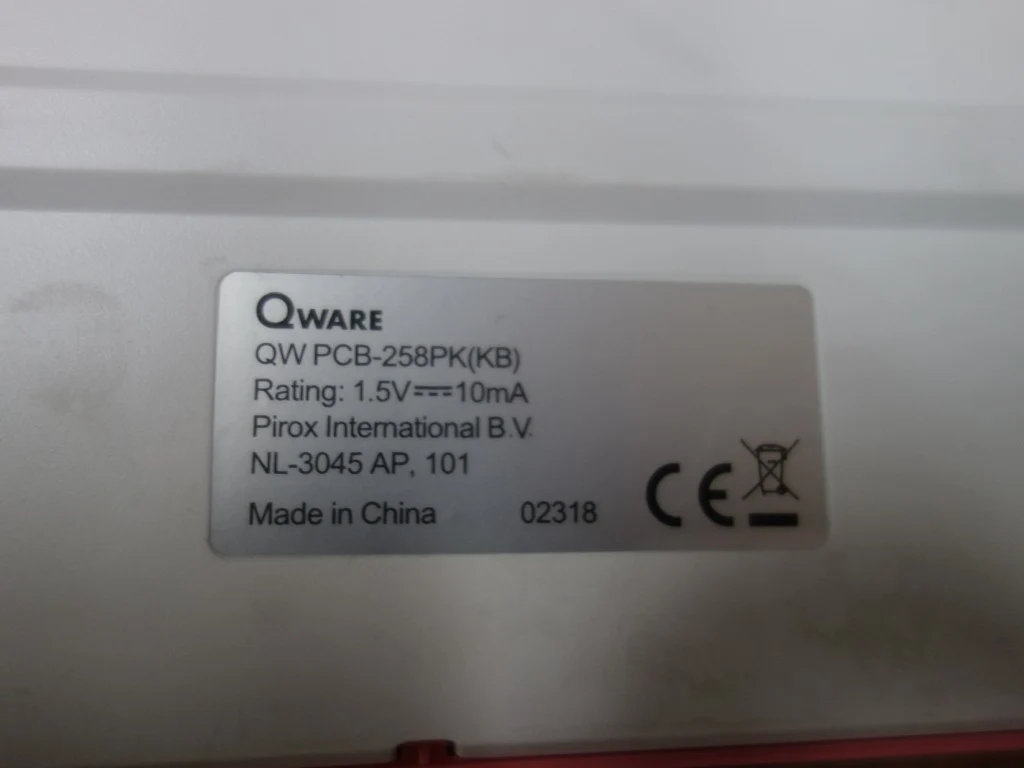 QWARE
QW PCB-258PK(KB)
Rating: 1.5V⎓10mA
Pirox International B.V.
NL-3045 AP, 101
Made in China 02318 CE